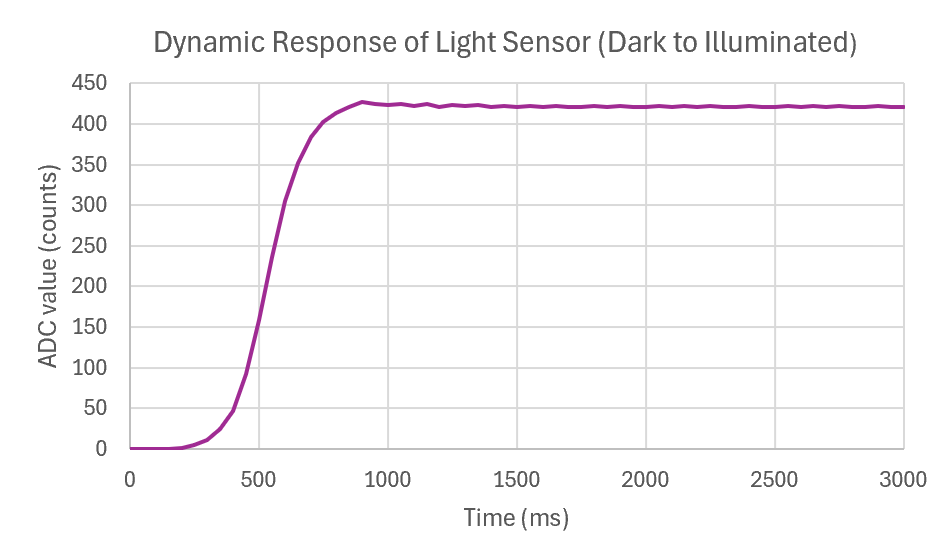 Dynamic Response of Light Sensor (Dark to Illuminated)
450
400
350
300
250
200
150
100
50
0
ADC value (counts)
0 500 1000 1500 2000 2500 3000
Time (ms)